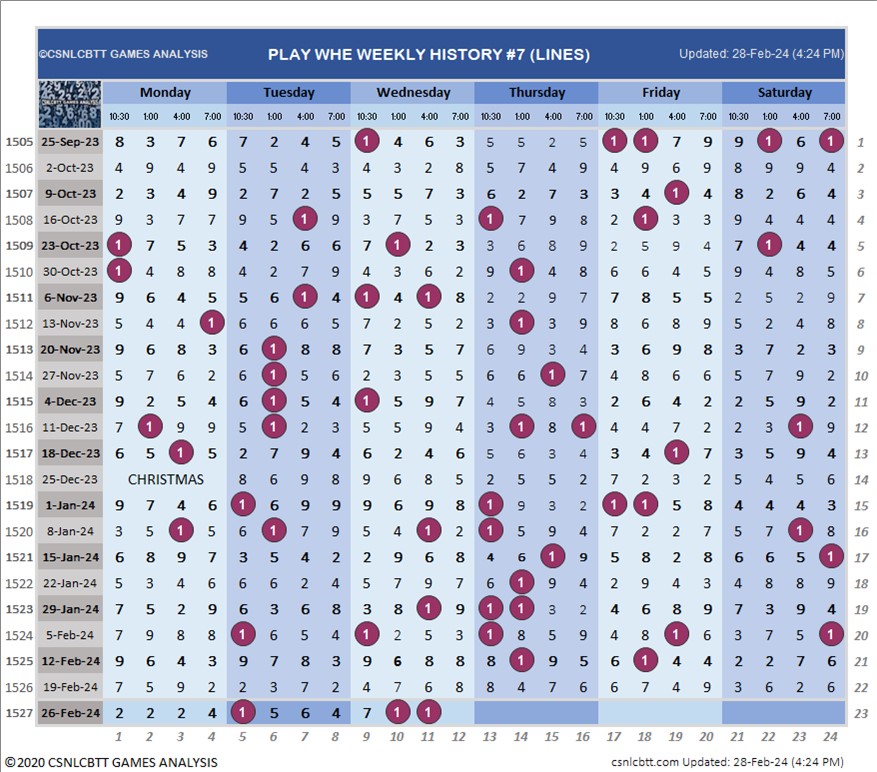 ©CSNLCBTT GAMES ANALYSIS PLAY WHE WEEKLY HISTORY #7 (LINES) Updated: 28-Feb-24 (4:24 PM)
CSNLCBTT GAMES ANALYSIS Monday Tuesday Wednesday Thursday Friday Saturday
10:30 1:00 4:00 7:00 10:30 1:00 4:00 7:00 10:30 1:00 4:00 7:00 10:30 1:00 4:00 7:00 10:30 1:00 4:00 7:00 10:30 1:00 4:00 7:00
1505 25-Sep-23 8 3 7 6 7 2 4 5 1 4 6 3 5 5 2 5 1 1 7 9 9 1 6 1 1
1506 2-Oct-23 4 9 4 9 5 5 4 3 4 3 2 8 5 7 8 9 4 9 6 9 8 9 9 4 2
1507 9-Oct-23 2 3 4 9 2 7 2 5 5 5 7 3 6 2 7 3 3 4 1 4 8 2 6 4 3
1508 16-Oct-23 9 3 7 7 9 5 1 9 3 7 5 3 1 7 9 8 2 1 3 3 9 4 4 4 4
1509 23-Oct-23 1 7 5 3 4 2 6 6 7 1 2 3 3 6 8 9 2 5 9 4 7 1 4 4 5
1510 30-Oct-23 1 4 8 8 4 2 7 9 4 3 6 2 9 1 4 8 6 6 4 5 9 4 8 5 6
1511 6-Nov-23 9 6 4 5 5 6 1 4 1 4 1 8 2 2 9 7 7 8 5 5 2 5 2 9 7
1512 13-Nov-23 5 4 4 1 6 6 6 5 7 2 5 2 3 1 3 9 8 6 8 9 5 2 4 8 8
1513 20-Nov-23 9 6 8 3 6 1 8 8 7 3 5 7 6 9 3 4 3 6 9 8 3 7 2 3 9
1514 27-Nov-23 5 7 6 2 6 1 5 6 2 3 5 5 6 6 1 7 4 8 6 6 5 7 9 2 10
1515 4-Dec-23 9 2 5 4 6 1 5 4 1 5 9 7 4 5 8 3 2 6 4 2 2 5 9 2 11
1516 11-Dec-23 7 1 9 9 5 1 2 3 5 5 9 4 3 1 8 1 4 4 7 2 2 3 1 9 12
1517 18-Dec-23 6 5 1 5 2 7 9 4 6 2 4 6 5 6 3 4 3 4 1 7 3 5 9 4 13
1518 25-Dec-23 CHRISTMAS 8 6 9 8 9 6 8 5 2 5 5 2 7 2 3 2 5 4 5 6 14
1519 1-Jan-24 9 7 4 6 1 6 9 9 9 6 9 8 1 9 3 2 1 1 5 8 4 4 4 3 15
1520 8-Jan-24 3 5 1 5 6 1 7 9 5 4 1 2 1 5 9 4 7 2 2 7 5 7 1 8 16
1521 15-Jan-24 6 8 9 7 3 5 4 2 2 9 6 8 4 6 1 9 5 8 2 8 6 6 5 1 17
1522 22-Jan-24 5 3 4 6 6 6 2 4 5 7 9 7 6 1 9 4 2 9 4 3 4 8 8 9 18
1523 29-Jan-24 7 5 2 9 6 3 6 8 3 8 1 9 1 1 3 2 4 6 8 9 7 3 9 4 19
1524 5-Feb-24 7 9 8 8 1 6 5 4 1 2 5 3 1 8 5 9 4 8 1 6 3 7 5 1 20
1525 12-Feb-24 9 6 4 3 9 7 8 3 9 6 8 8 8 1 9 5 6 1 4 4 2 2 7 6 21
1526 19-Feb-24 7 5 9 2 2 3 7 2 4 7 6 8 8 4 7 6 6 7 4 9 3 6 2 6 22
1527 26-Feb-24 2 2 2 4 1 5 6 4 7 1 1 23
1 2 3 4 5 6 7 8 9 10 11 12 13 14 15 16 17 18 19 20 21 22 23 24
©2020 CSNLCBTT GAMES ANALYSIS csnlcbtt.com Updated: 28-Feb-24 (4:24 PM)